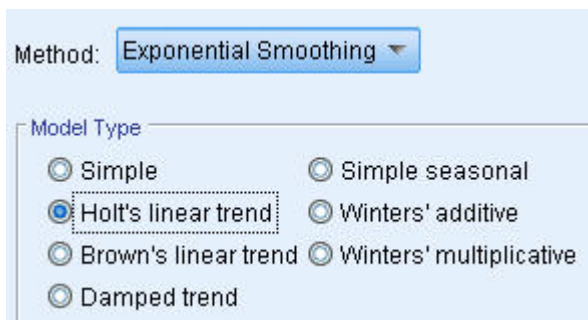 Method: Exponential Smoothing
Model Type
Simple Simple seasonal
Holt's linear trend Winters' additive
Brown's linear trend Winters' multiplicative
Damped trend